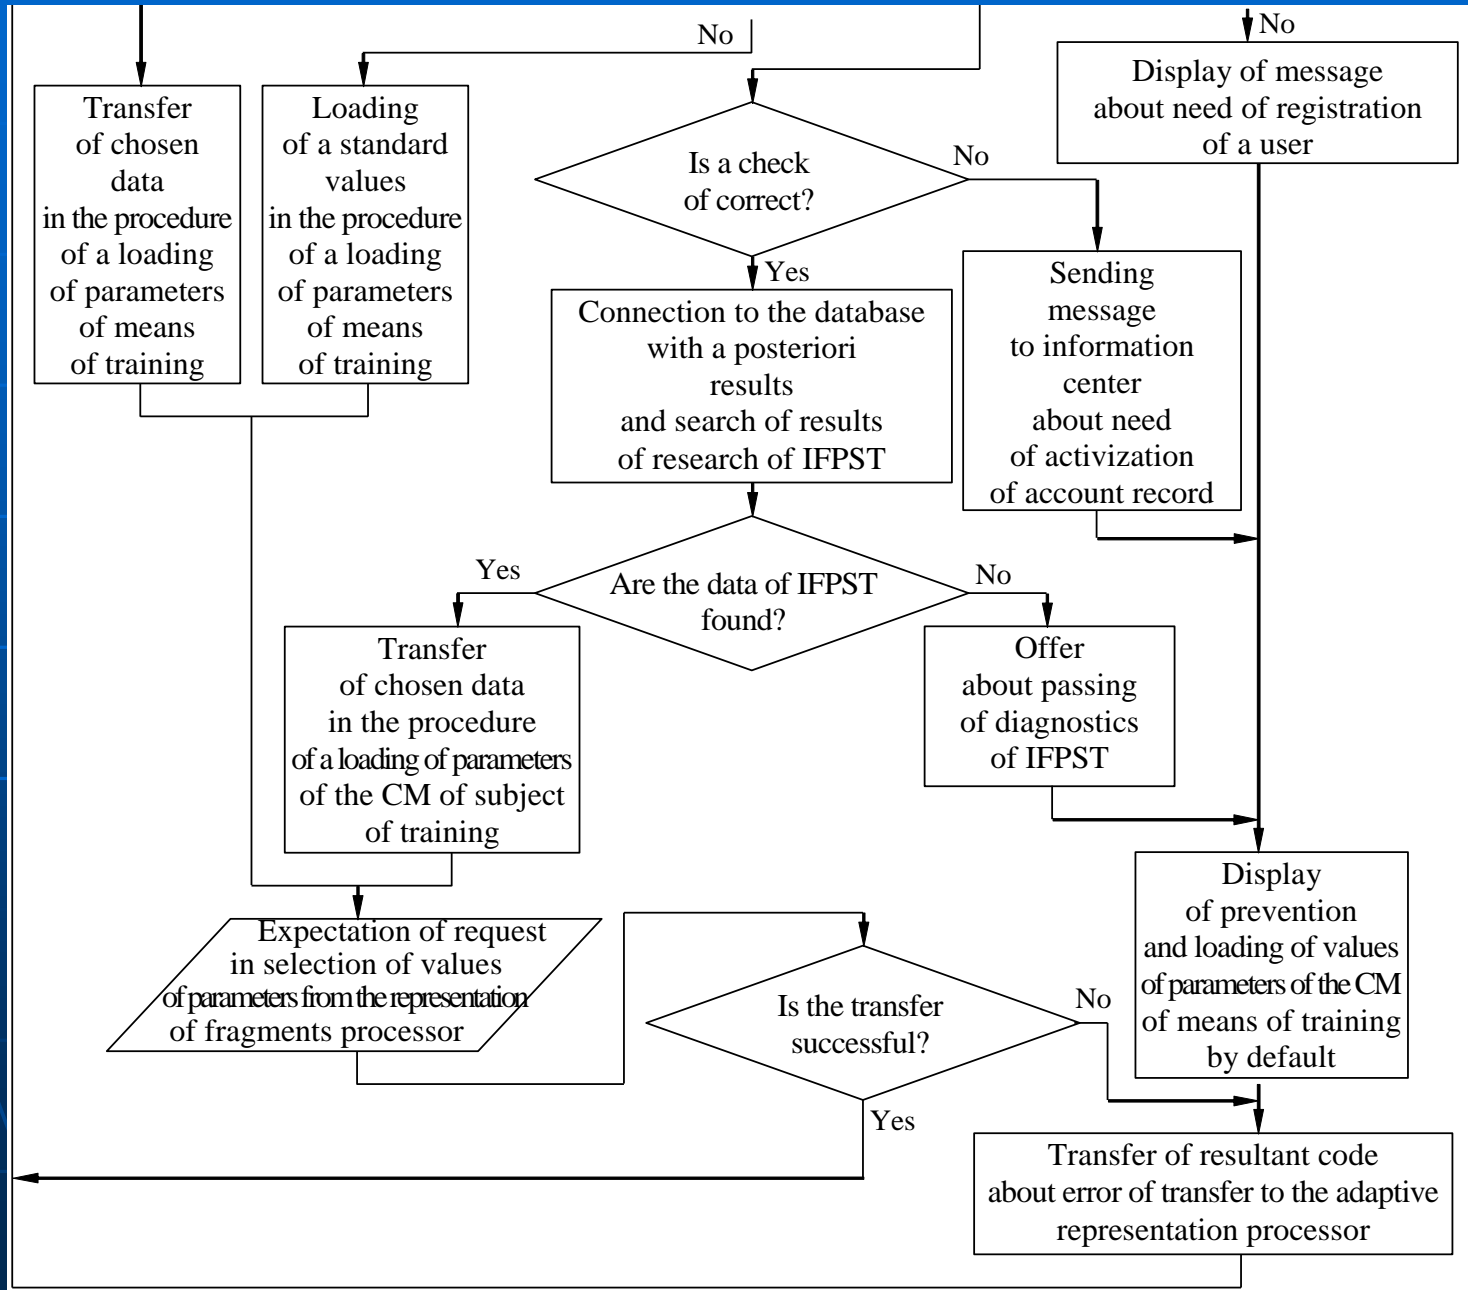 No
No
Transfer
of chosen
data
in the procedure
of a loading
of parameters
of means
of training
Loading
of a standard
values
in the procedure
of a loading
of parameters
of means
of training
Is a check
of correct?
No
Yes
Display of message
about need of registration
of a user
Connection to the database
with a posteriori
results
and search of results
of research of IFPST
Sending
message
to information
center
about need
of activization
of account record
Are the data of IFPST
found?
Yes
No
Transfer
of chosen data
in the procedure
of a loading of parameters
of the CM of subject
of training
Offer
about passing
of diagnostics
of IFPST
Display
of prevention
and loading of values
of parameters of the CM
of means of training
by default
Expectation of request
in selection of values
of parameters from the representation
of fragments processor
Is the transfer
successful?
No
Yes
Transfer of resultant code
about error of transfer to the adaptive
representation processor